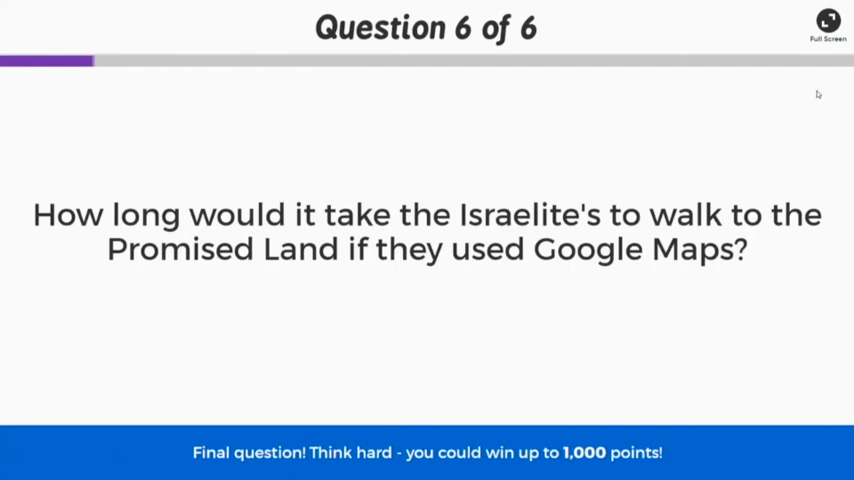 Question 6 of 6
Full Screen
How long would it take the Israelite's to walk to the
Promised Land if they used Google Maps?
Final question! Think hard - you could win up to 1,000 points!